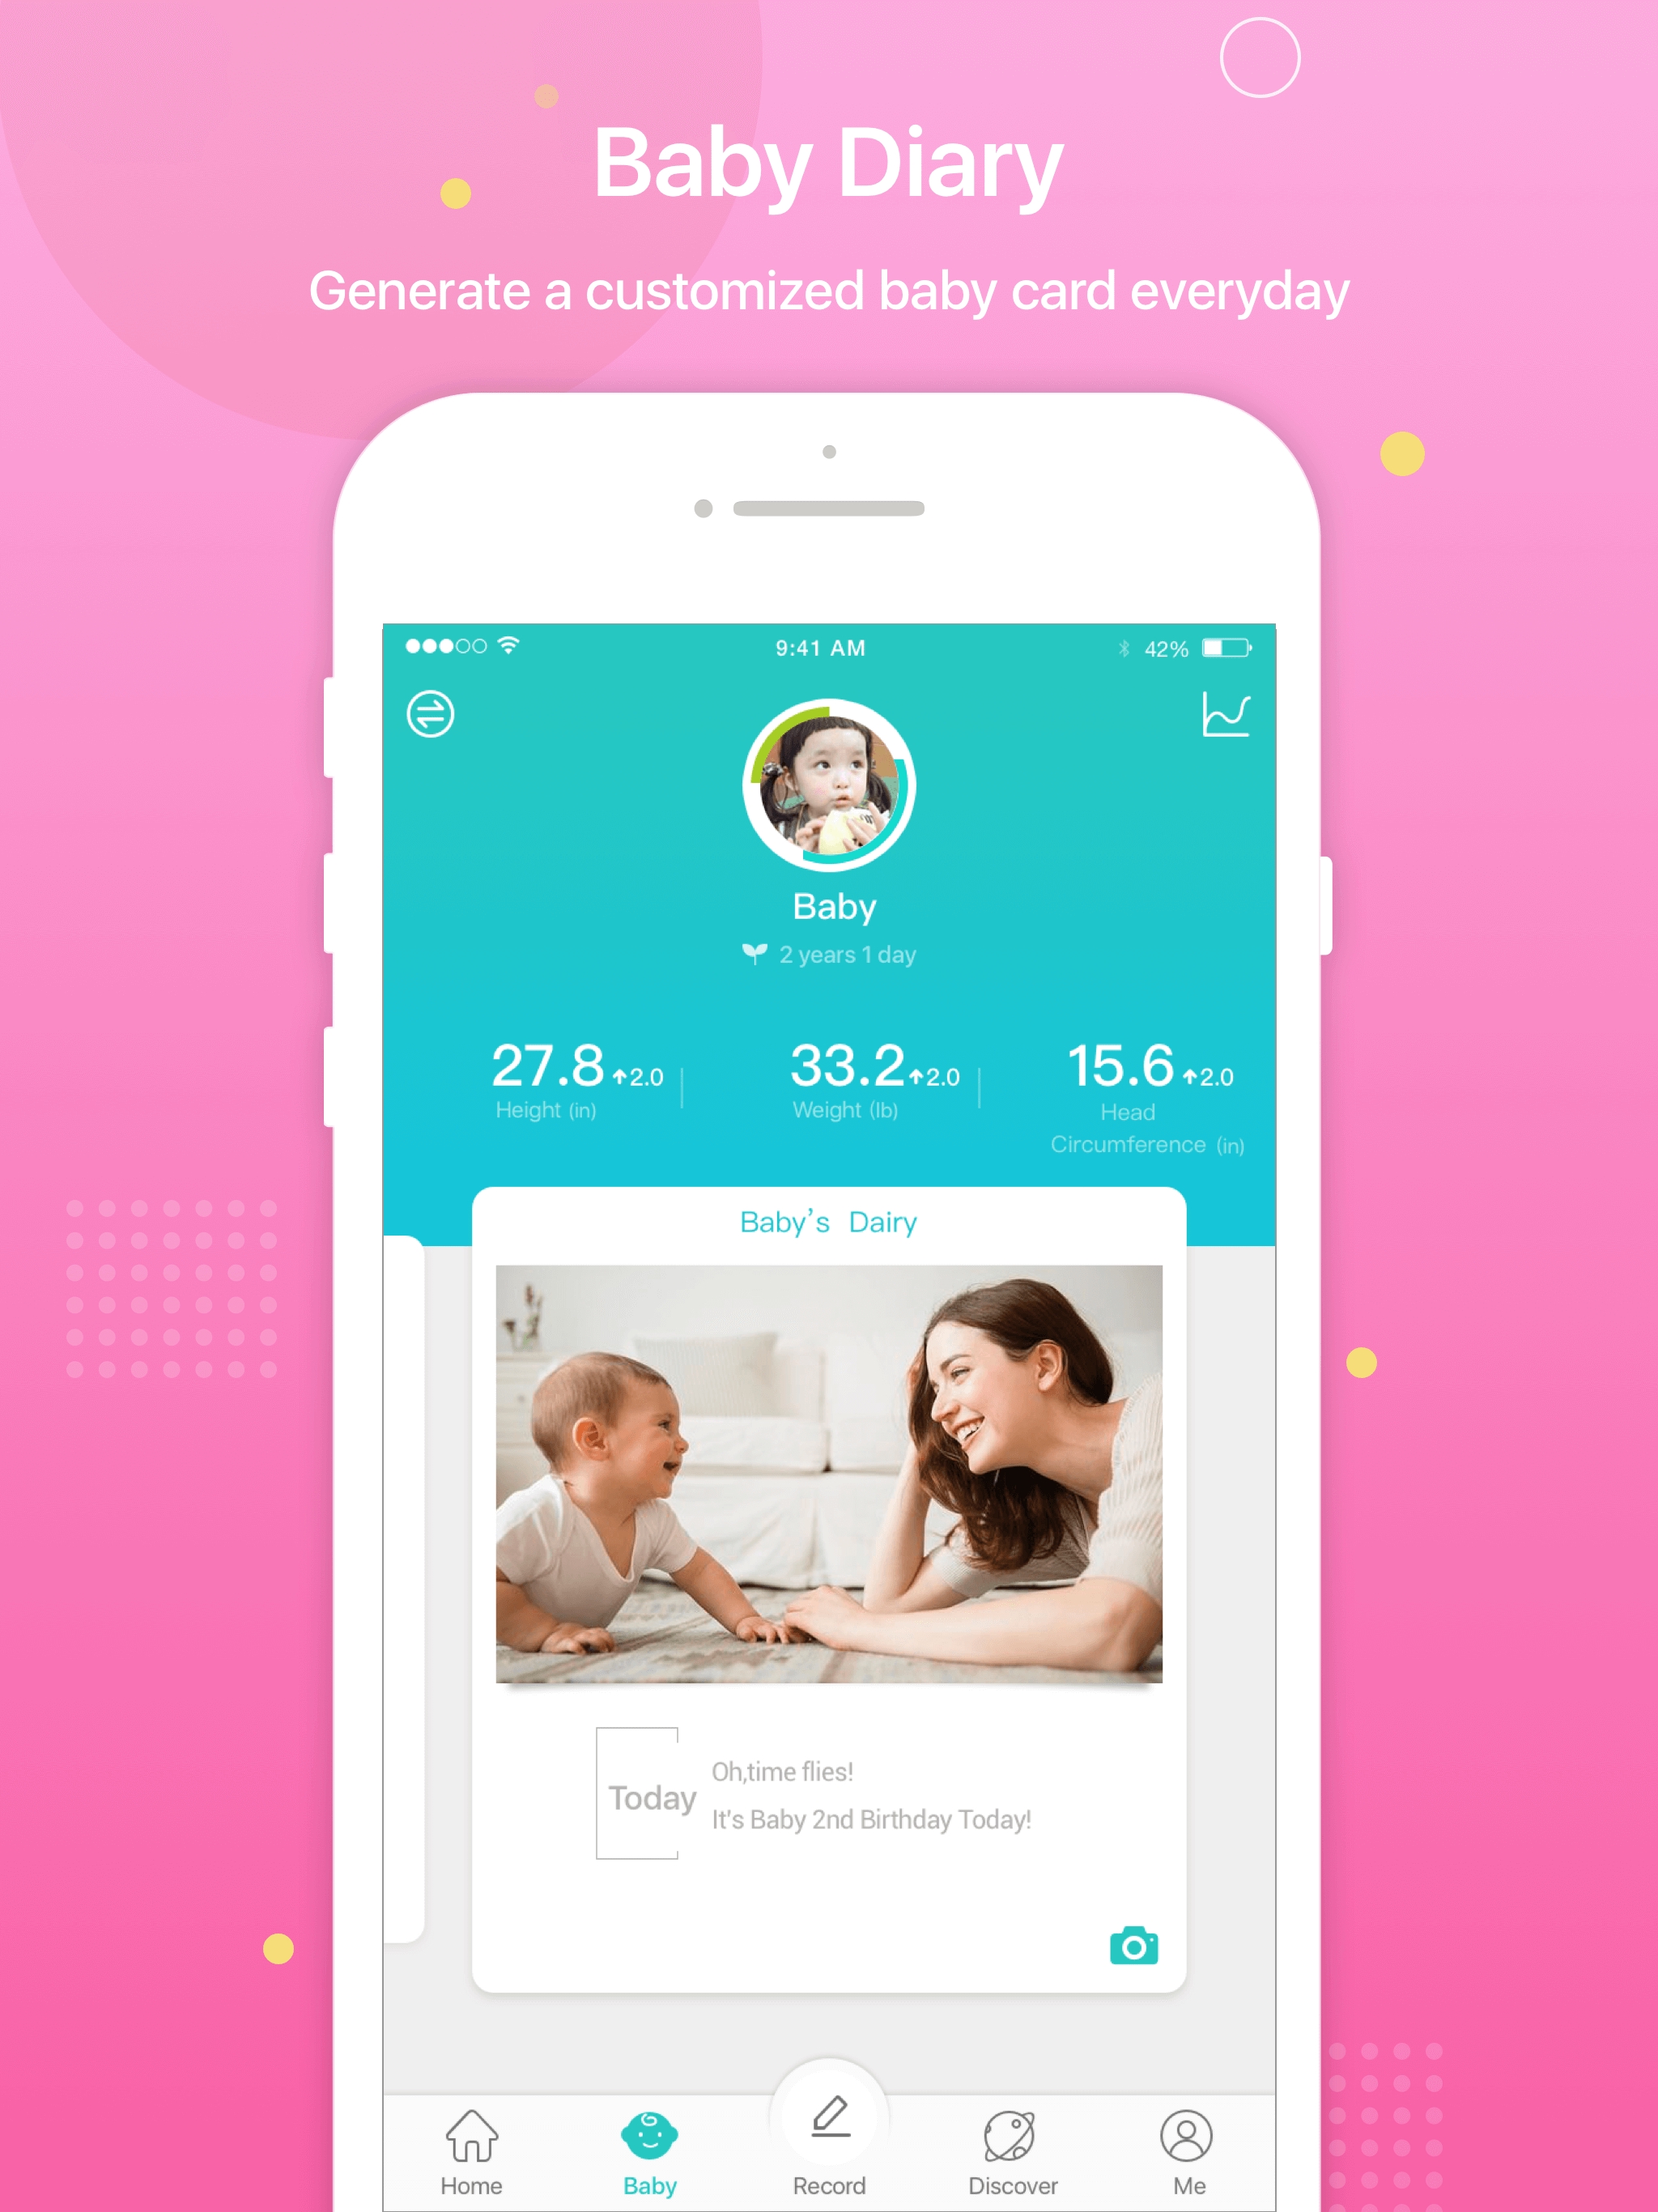 Baby Diary
Generate a customized baby card everyday
9:41 AM
42%
Baby
2 years 1 day
27.8 ↑2.0
Height (in)
33.2 ↑2.0
Weight (lb)
15.6 ↑2.0
Head
Circumference (in)
Baby's Dairy
Today
Oh,time flies!
It's Baby 2nd Birthday Today!
Home
Baby
Record
Discover
Me